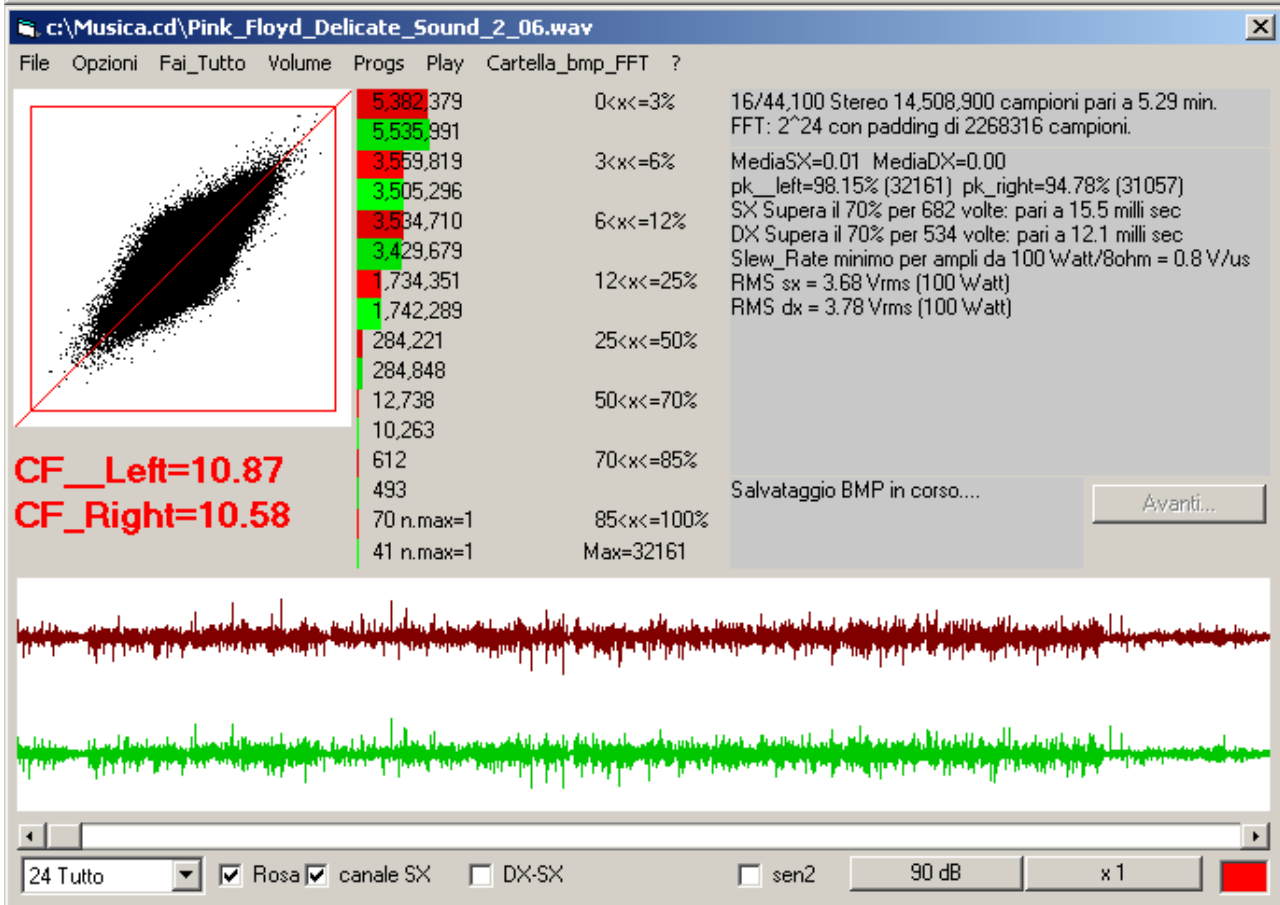 c:\Musica.cd\Pink_Floyd_Delicate_Sound_2_06.wav
File Opzioni Fai_Tutto Volume Progs Play Cartella_bmp_FFT ?
5,382,379 0<x<=3%
5,535,991
3,559,819 3<x<=6%
3,505,296
3,534,710 6<x<=12%
3,429,679
1,734,351 12<x<=25%
1,742,289
284,221 25<x<=50%
284,848
12,738 50<x<=70%
10,263
612 70<x<=85%
493
70 n.max=1 85<x<=100%
41 n.max=1 Max=32161
16/44,100 Stereo 14,508,900 campioni pari a 5.29 min.
FFT: 2^24 con padding di 2268316 campioni.
MediaSX=0.01 MediaDX=0.00
pk__left=98.15% (32161) pk_right=94.78% (31057)
SX Supera il 70% per 682 volte: pari a 15.5 milli sec
DX Supera il 70% per 534 volte: pari a 12.1 milli sec
Slew_Rate minimo per ampli da 100 Watt/8ohm = 0.8 V/us
RMS sx = 3.68 Vrms (100 Watt)
RMS dx = 3.78 Vrms (100 Watt)
CF__Left=10.87
CF_Right=10.58
Salvataggio BMP in corso....
Avanti...
24 Tutto Rosa canale SX DX-SX sen2 90 dB x 1